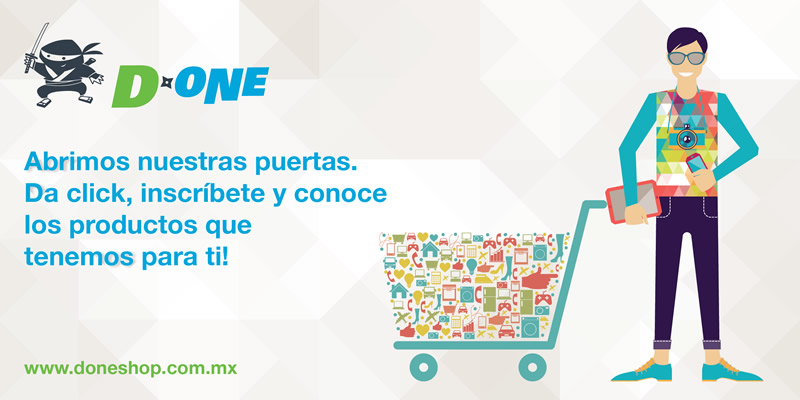 D ONE
Abrimos nuestras puertas.
Da click, inscríbete y conoce
los productos que
tenemos para ti!
www.doneshop.com.mx